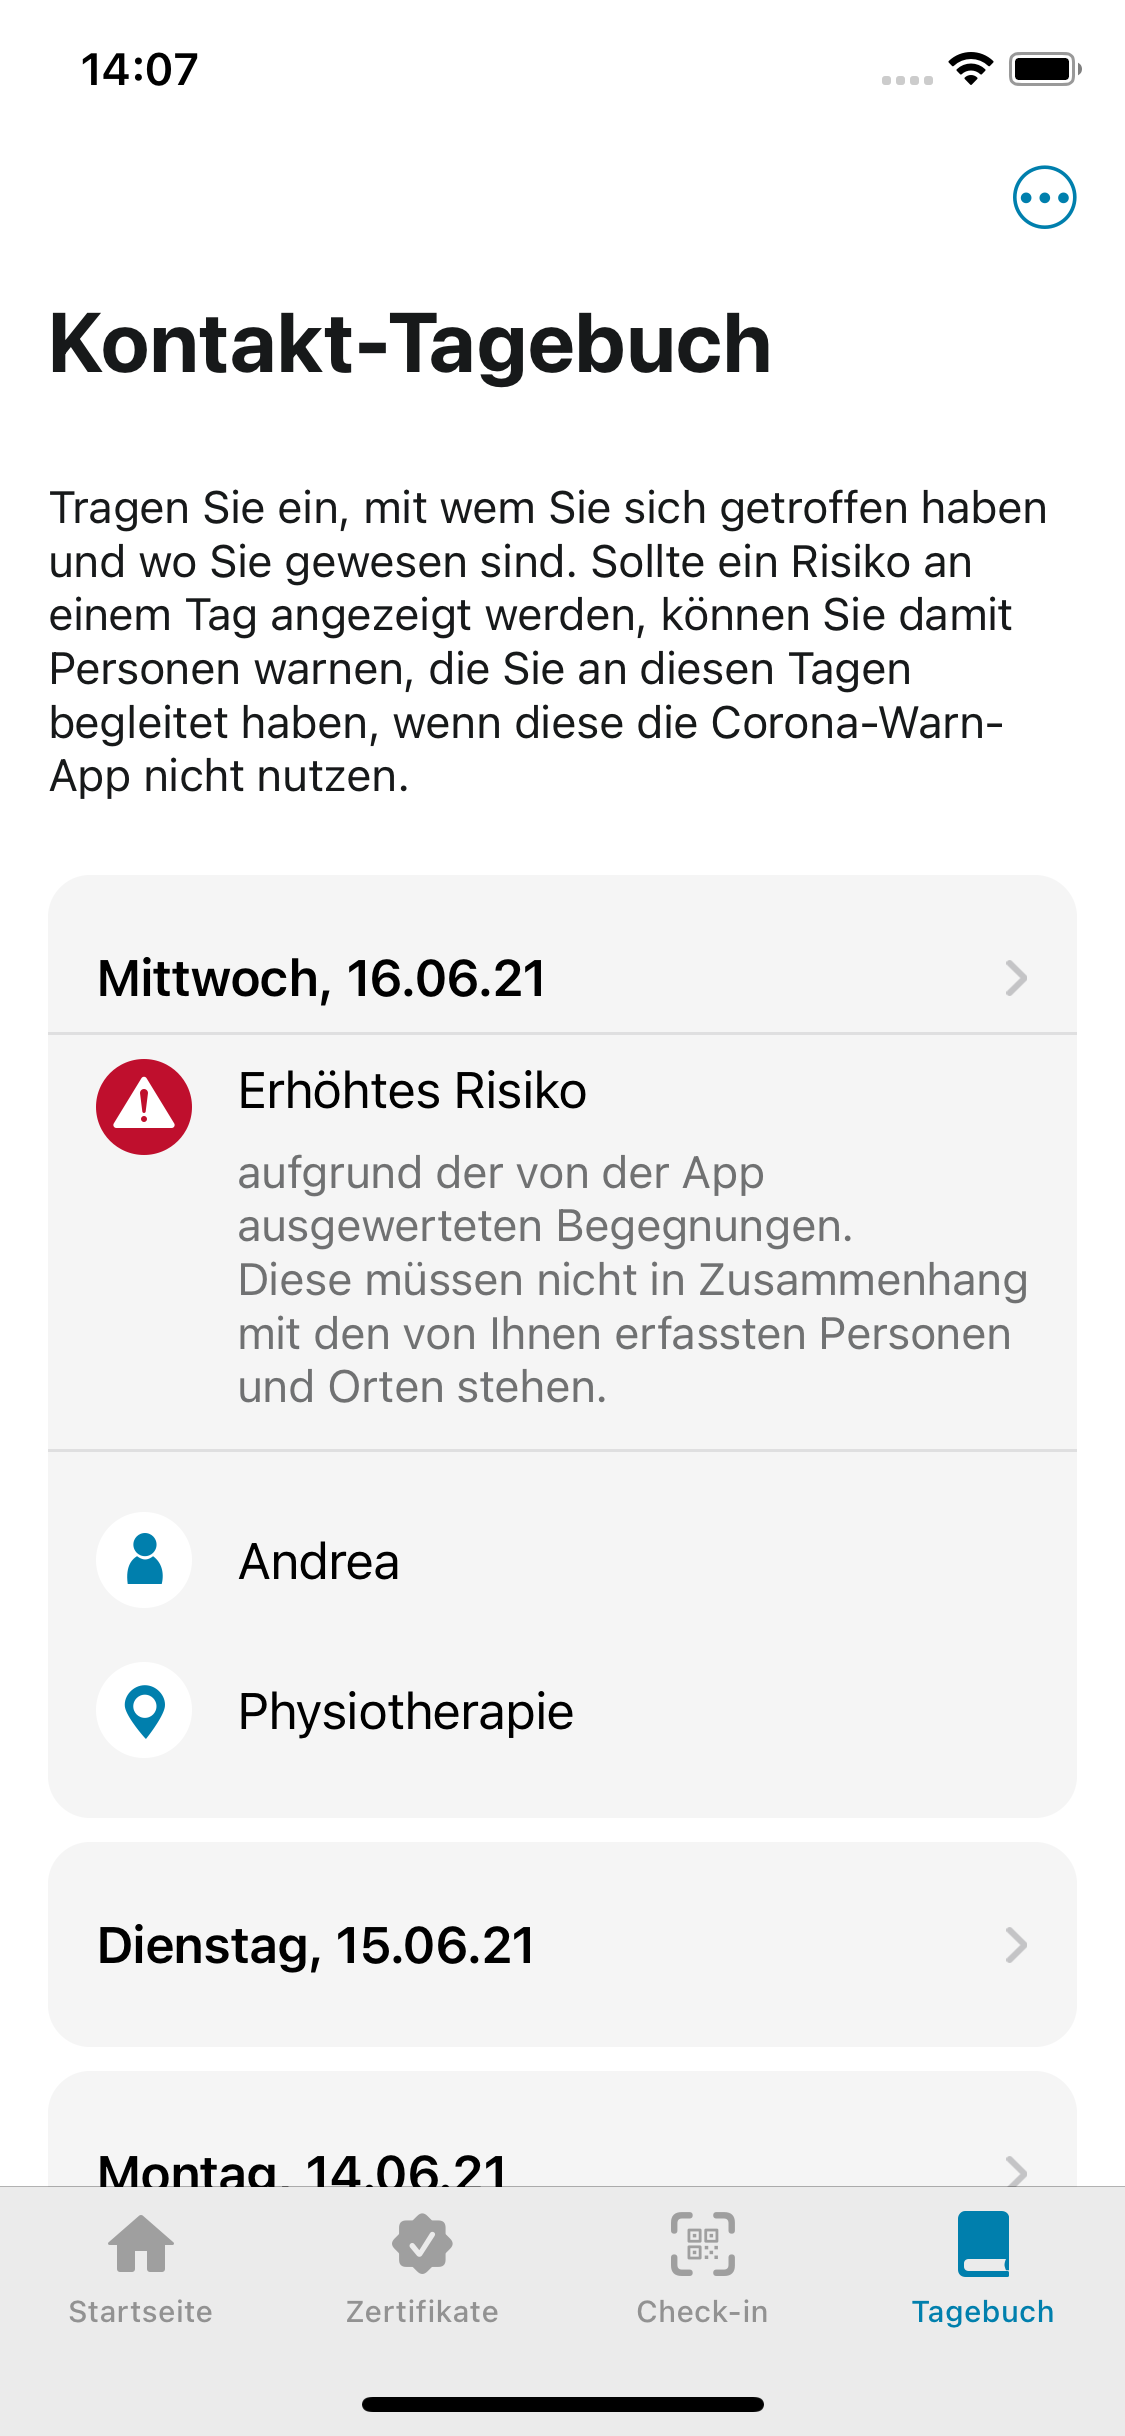 14:07
Kontakt-Tagebuch
Tragen Sie ein, mit wem Sie sich getroffen haben
und wo Sie gewesen sind. Sollte ein Risiko an
einem Tag angezeigt werden, können Sie damit
Personen warnen, die Sie an diesen Tagen
begleitet haben, wenn diese die Corona-Warn-
App nicht nutzen.
Mittwoch, 16.06.21
Erhöhtes Risiko
aufgrund der von der App
ausgewerteten Begegnungen.
Diese müssen nicht in Zusammenhang
mit den von Ihnen erfassten Personen
und Orten stehen.
Andrea
Physiotherapie
Dienstag, 15.06.21
Montag, 14.06.21
Startseite
Zertifikate
Check-in
Tagebuch